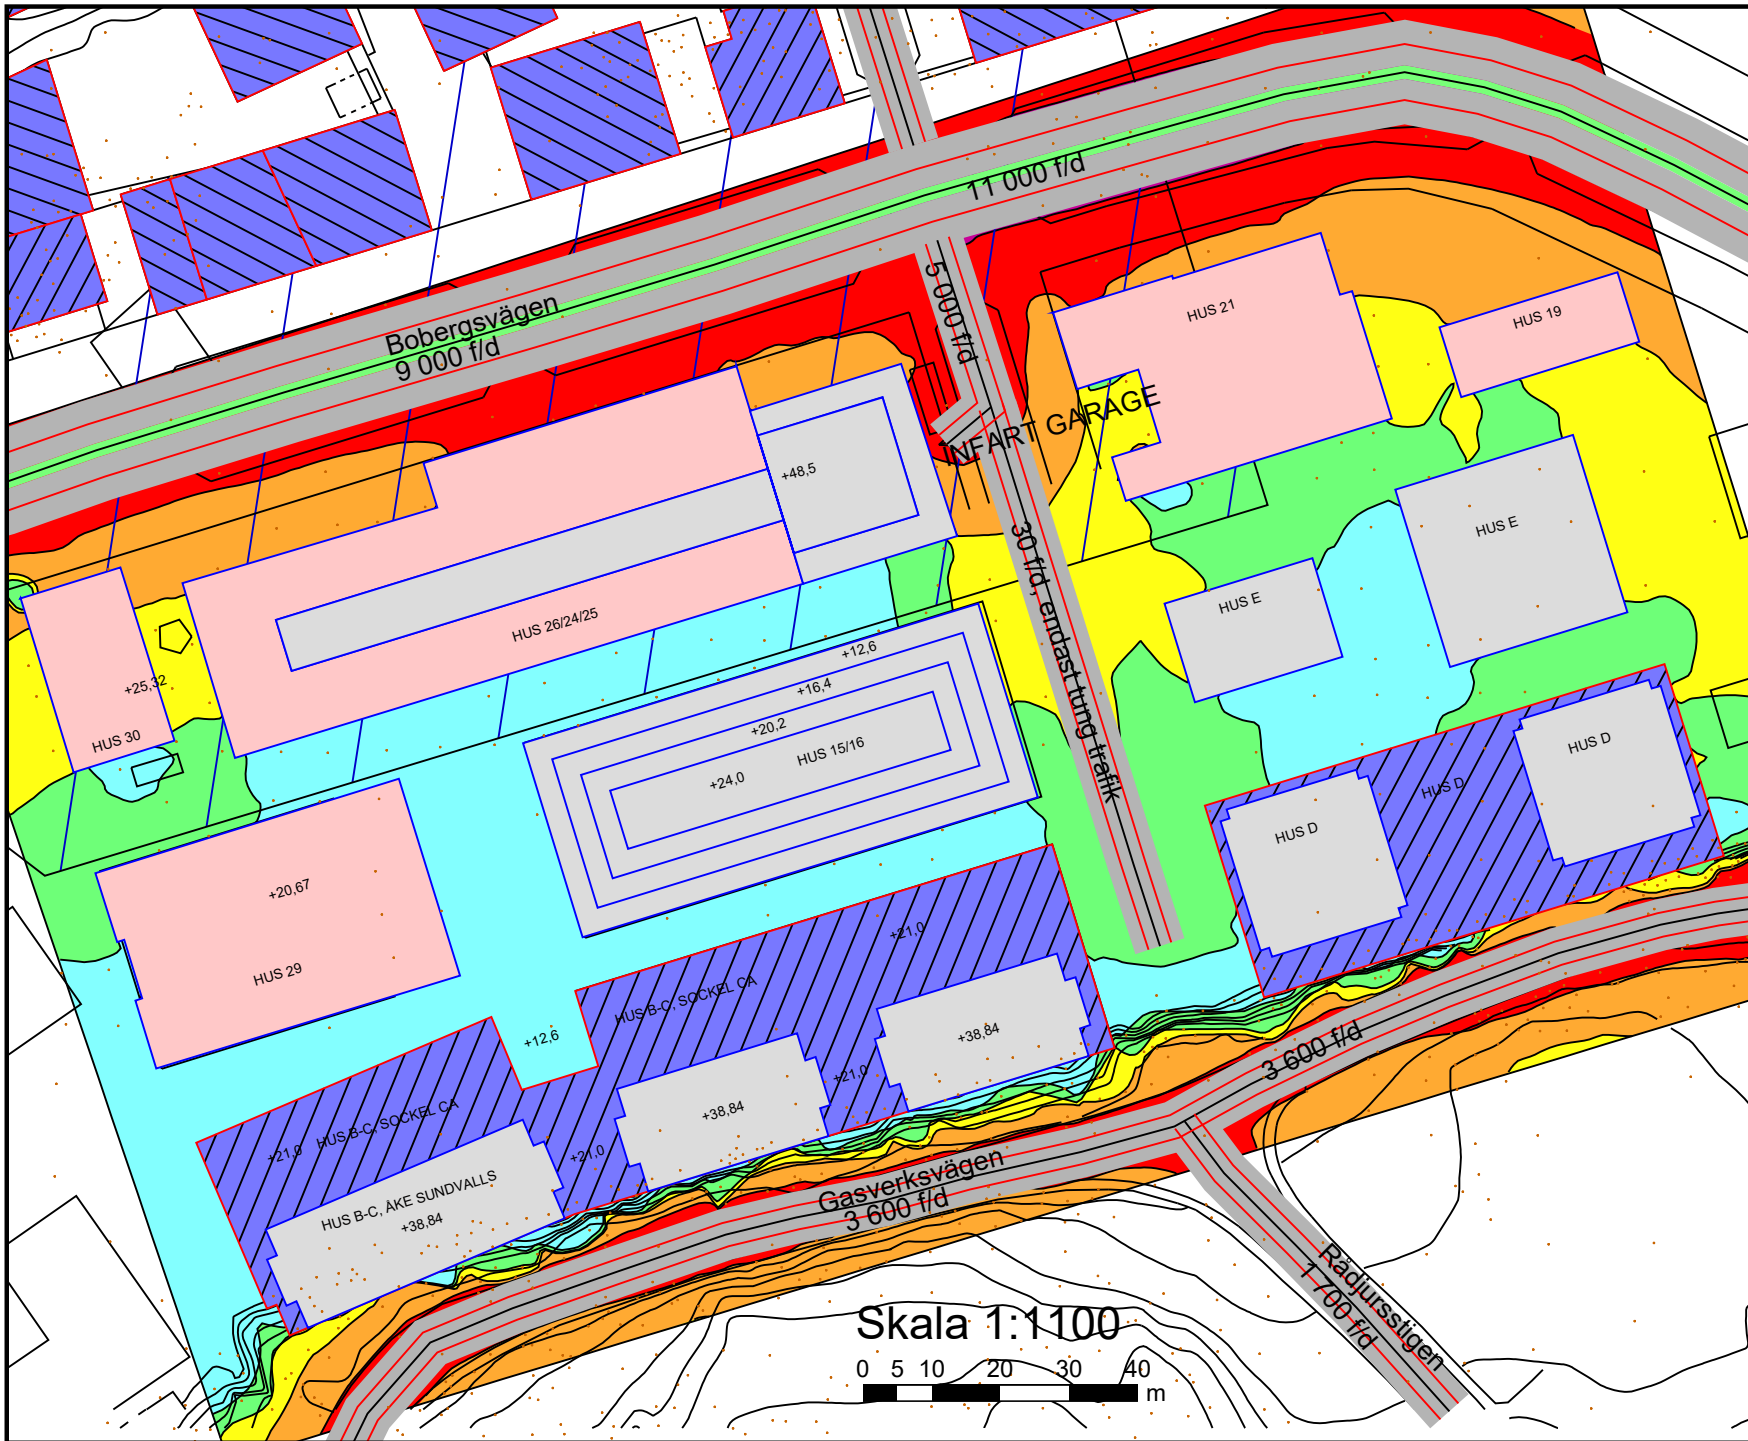 11 000 f/d
Bobergsvägen
9 000 f/d
5 000 f/d
HUS 21
HUS 19
INFART GARAGE
+48,5
HUS E
HUS E
30 f/d, endast tung trafik
HUS 26/24/25
+12,6
+16,4
+20,2
HUS 15/16
+24,0
+25,32
HUS 30
HUS D
HUS D
HUS D
+20,67
HUS 29
+21,0
HUS B-C, SOCKEL CA
+12,6
+38,84
+21,0
+38,84
HUS B-C, SOCKEL CA
+21,0
+21,0
HUS B-C, ÅKE SUNDVALLS
+38,84
3 600 f/d
Gasverksvägen
3 600 f/d
Rådjursstigen
1 700 f/d
Skala 1:1100
0 5 10 20 30 40
m